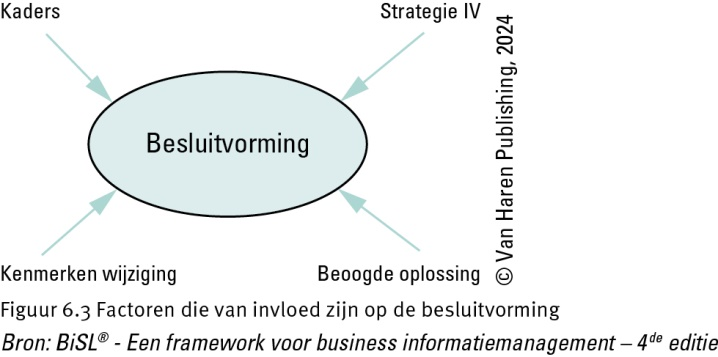 Kaders
Strategie IV
Besluitvorming
Kenmerken wijziging
Beoogde oplossing
© Van Haren Publishing, 2024
Figuur 6.3 Factoren die van invloed zijn op de besluitvorming
Bron: BiSL® - Een framework voor business informatiemanagement – 4de editie